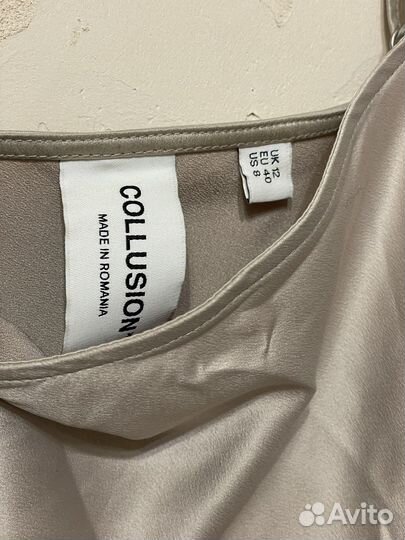 COLLUSION
MADE IN ROMANIA
UK 12
EU 40
US 8
Avito